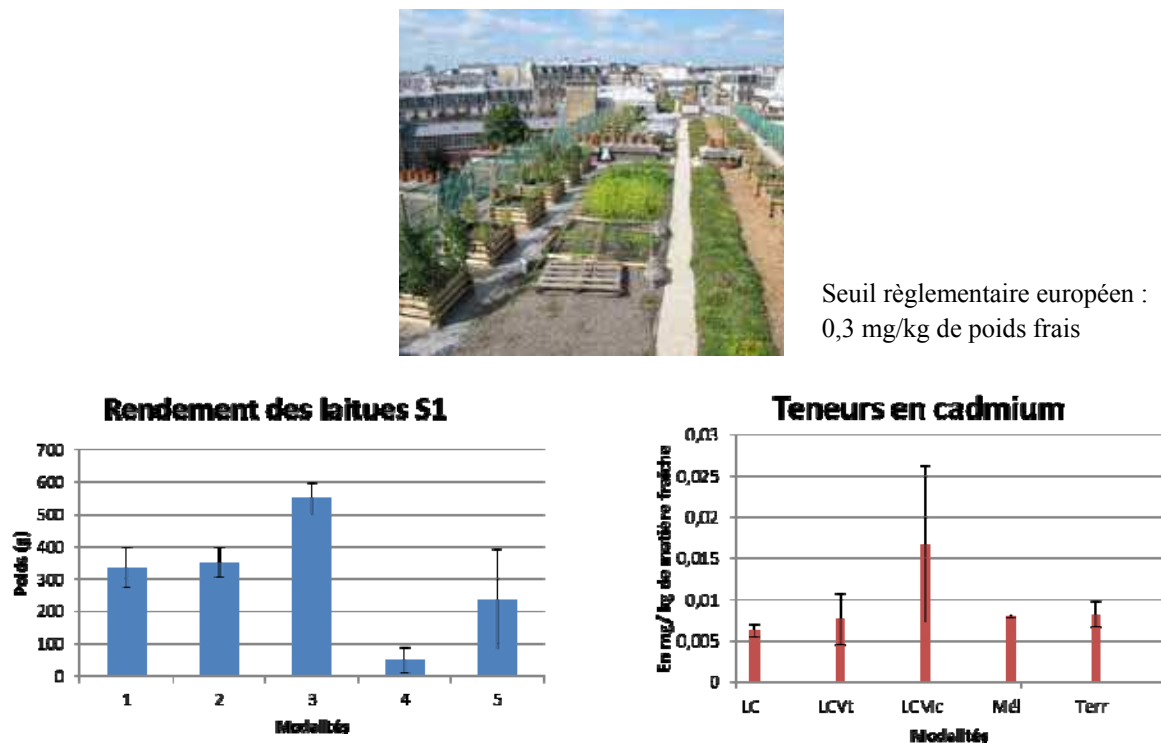 Seuil règlementaire européen :
0,3 mg/kg de poids frais
Rendement des laitues S1
Poids (g)
700
600
500
400
300
200
100
0
1 2 3 4 5
Modalités
Teneurs en cadmium
En mg/ kg de matière fraîche
0,03
0,025
0,02
0,015
0,01
0,005
0
LC LCVt LCVic Mél Terr
Modalités